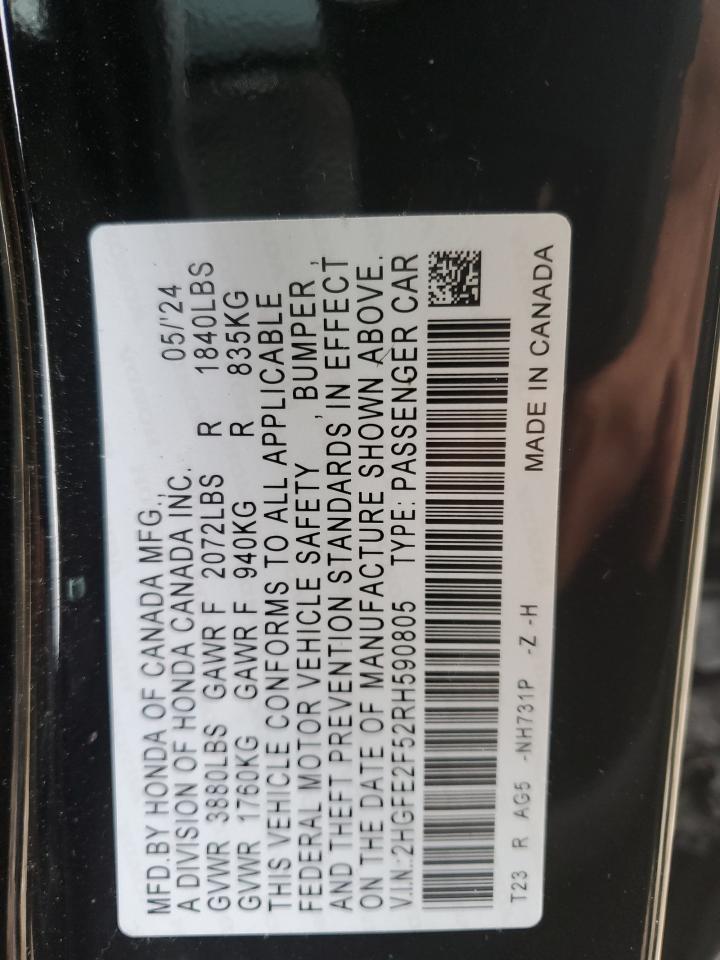 MFD.BY HONDA OF CANADA MFG.,
A DIVISION OF HONDA CANADA INC. 05/'24
GVWR 3880LBS GAWR F 2072LBS R 1840LBS
GVWR 1760KG GAWR F 940KG R 835KG
THIS VEHICLE CONFORMS TO ALL APPLICABLE
FEDERAL MOTOR VEHICLE SAFETY , BUMPER ,
AND THEFT PREVENTION STANDARDS IN EFFECT
ON THE DATE OF MANUFACTURE SHOWN ABOVE.
V.I.N.:2HGFE2F52RH590805 TYPE: PASSENGER CAR
T23 R AG5 -NH731P -Z -H
MADE IN CANADA